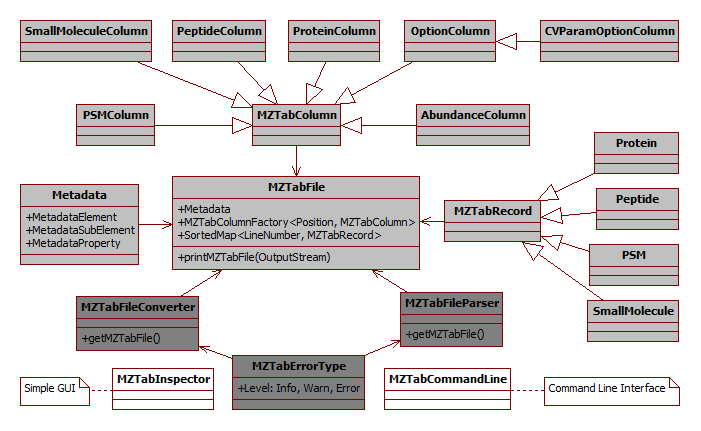 SmallMoleculeColumn
PeptideColumn
ProteinColumn
OptionColumn
CVParamOptionColumn
PSMColumn
MZTabColumn
AbundanceColumn
Protein
Metadata
+MetadataElement
+MetadataSubElement
+MetadataProperty
MZTabFile
+Metadata
+MZTabColumnFactory<Position, MZTabColumn>
+SortedMap<LineNumber, MZTabRecord>
+printMZTabFile(OutputStream)
MZTabRecord
Peptide
PSM
SmallMolecule
MZTabFileConverter
+getMZTabFile()
MZTabFileParser
+getMZTabFile()
MZTabErrorType
+Level: Info, Warn, Error
Simple GUI
MZTabInspector
MZTabCommandLine
Command Line Interface